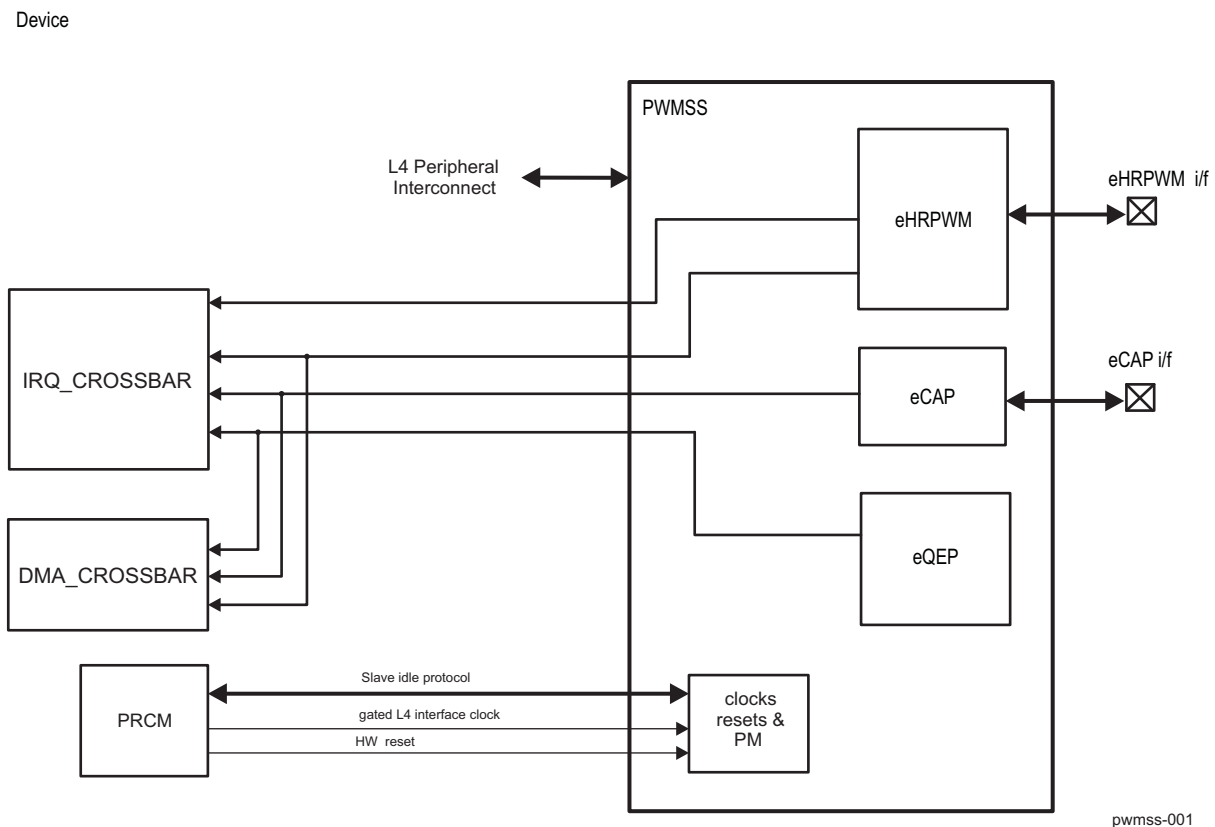 Device
PWMSS
L4 Peripheral
Interconnect
eHRPWM i/f
eHRPWM
IRQ_CROSSBAR
eCAP i/f
eCAP
DMA_CROSSBAR
eQEP
PRCM
Slave idle protocol
gated L4 interface clock
HW reset
clocks
resets &
PM
pwmss-001